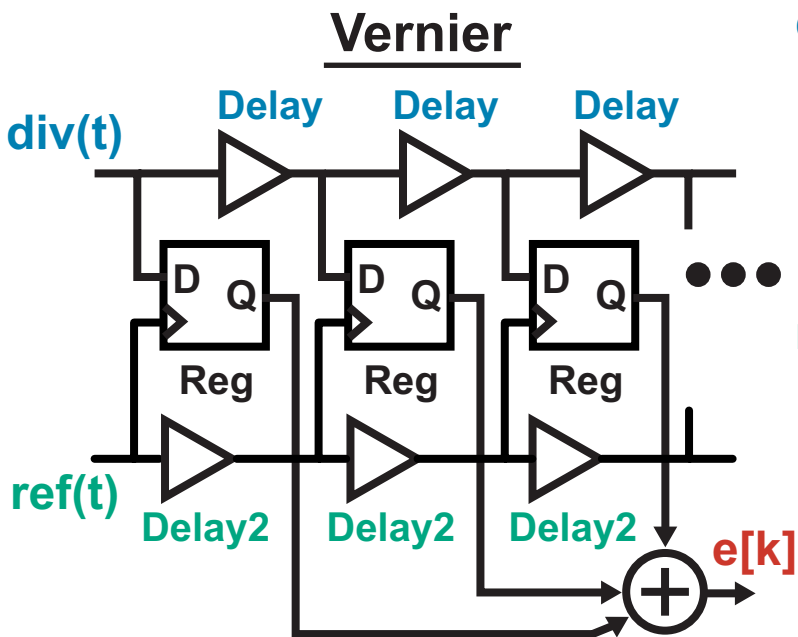 Vernier
Delay Delay Delay
div(t)
D Q D Q D Q
Reg Reg Reg
ref(t)
Delay2 Delay2 Delay2
e[k]